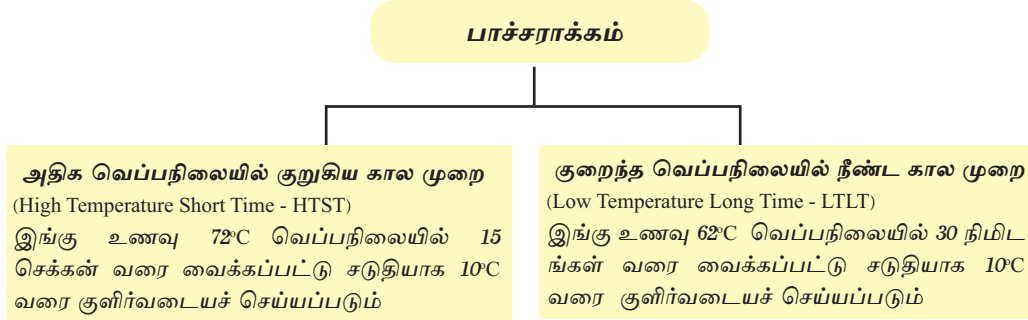 பாச்சராக்கம்
அதிக வெப்பநிலையில் குறுகிய கால முறை
(High Temperature Short Time - HTST)
இங்கு உணவு 72°C வெப்பநிலையில் 15
செக்கன் வரை வைக்கப்பட்டு சடுதியாக 10°C
வரை குளிர்வடையச் செய்யப்படும்
குறைந்த வெப்பநிலையில் நீண்ட கால முறை
(Low Temperature Long Time - LTLT)
இங்கு உணவு 62°C வெப்பநிலையில் 30 நிமிட
ங்கள் வரை வைக்கப்பட்டு சடுதியாக 10°C
வரை குளிர்வடையச் செய்யப்படும்